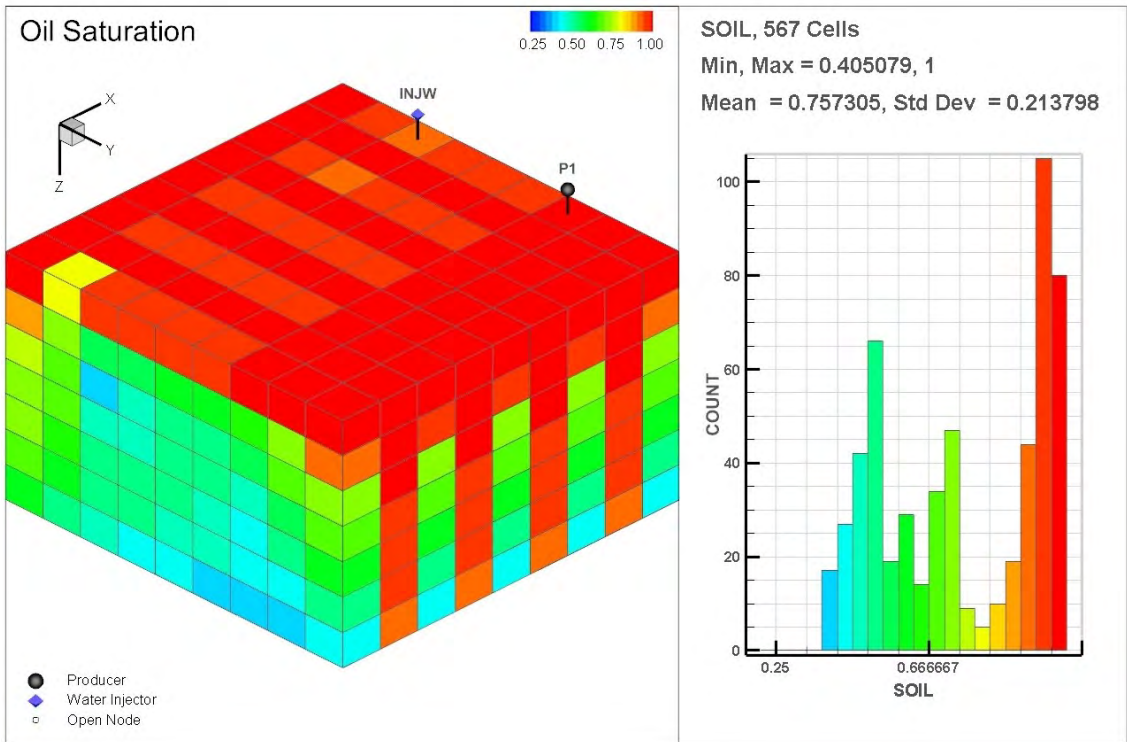 Oil Saturation
0.25 0.50 0.75 1.00
INJW
P1
X
Y
Z
Producer
Water Injector
Open Node
SOIL, 567 Cells
Min, Max = 0.405079, 1
Mean = 0.757305, Std Dev = 0.213798
100
80
60
40
20
0
COUNT
0.25 0.666667
SOIL